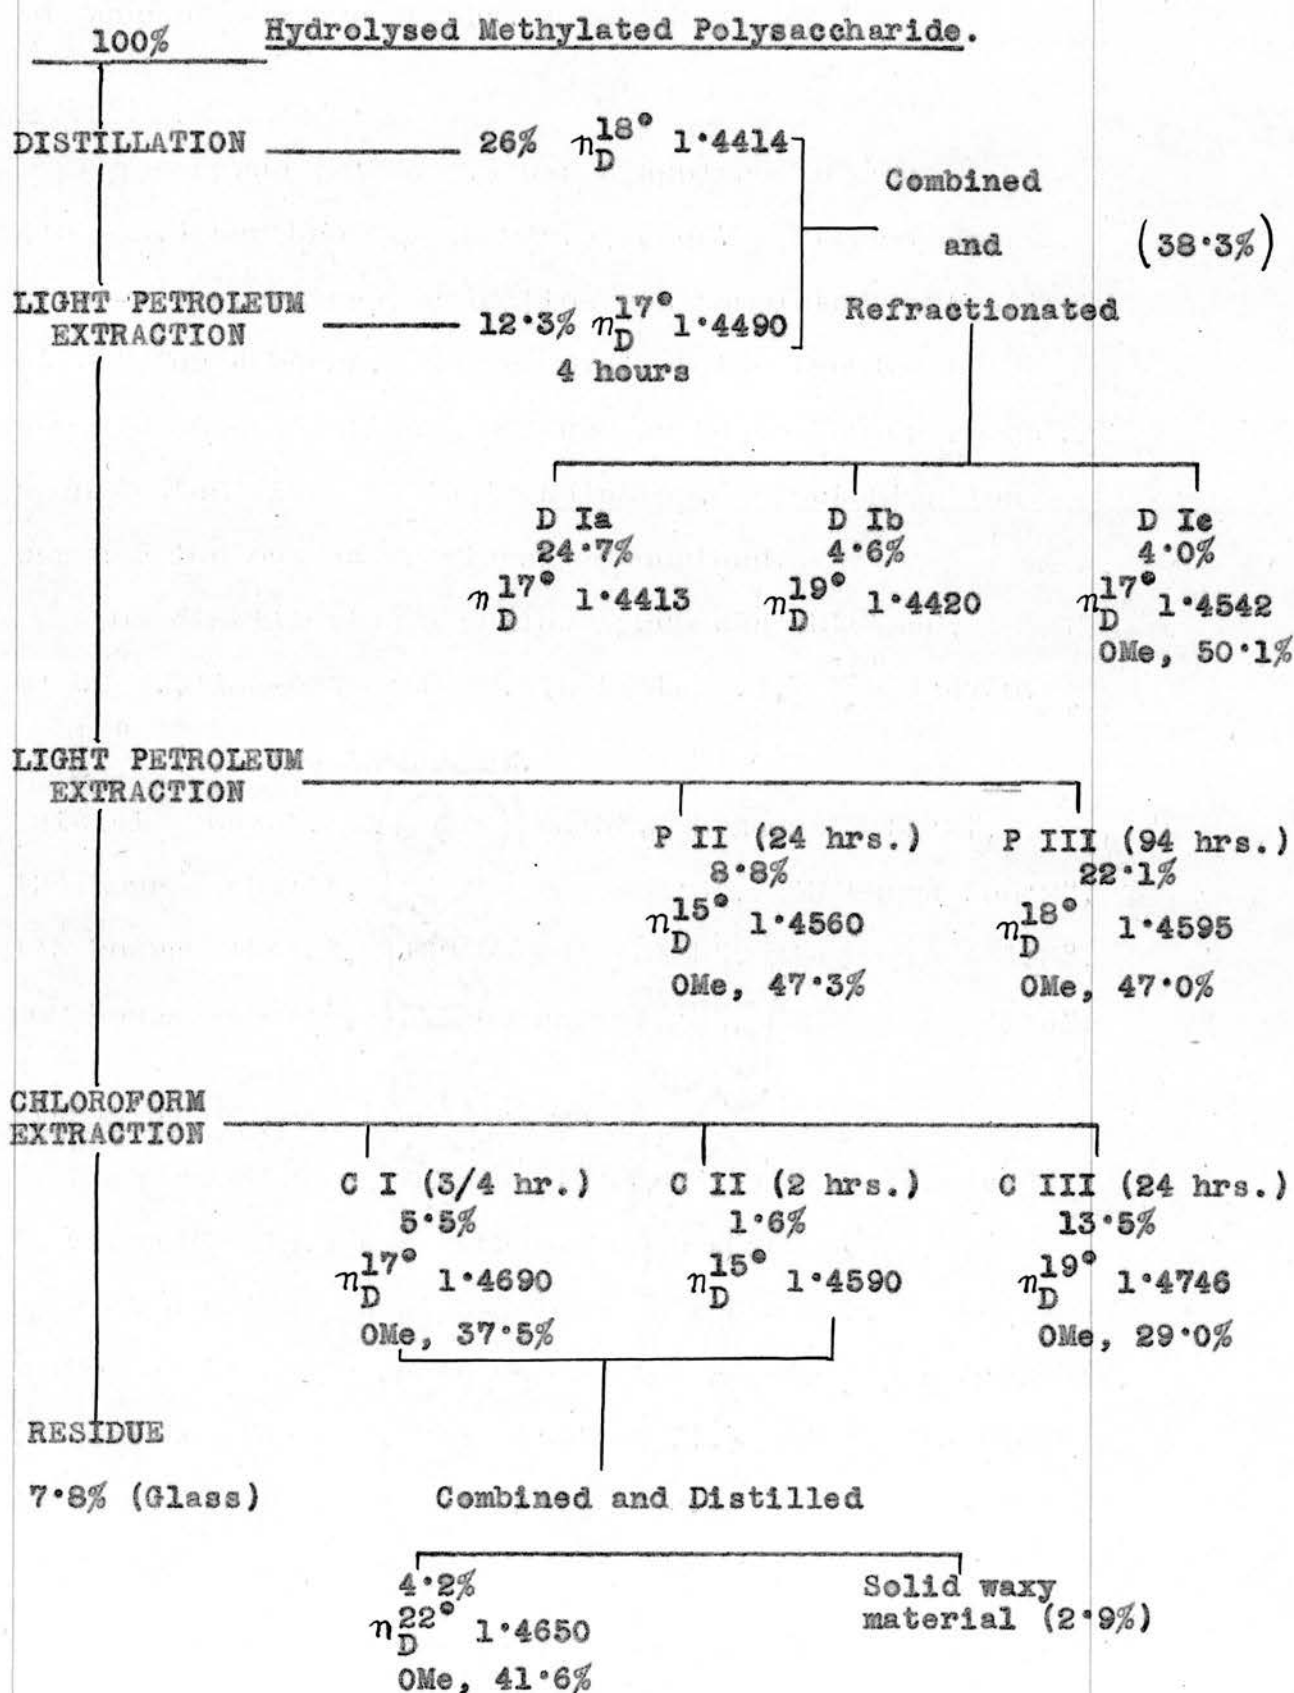 100% Hydrolysed Methylated Polysaccharide.
DISTILLATION 26% n18°D 1·4414
Combined
and (38·3%)
LIGHT PETROLEUM
EXTRACTION 12·3% n17°D 1·4490 Refractionated
4 hours
D Ia D Ib D Ie
24·7% 4·6% 4·0%
n17°D 1·4413 n19°D 1·4420 n17°D 1·4542
OMe, 50·1%
LIGHT PETROLEUM
EXTRACTION
P II (24 hrs.) P III (94 hrs.)
8·8% 22·1%
n15°D 1·4560 n18°D 1·4595
OMe, 47·3% OMe, 47·0%
CHLOROFORM
EXTRACTION
C I (3/4 hr.) C II (2 hrs.) C III (24 hrs.)
5·5% 1·6% 13·5%
n17°D 1·4690 n15°D 1·4590 n19°D 1·4746
OMe, 37·5% OMe, 29·0%
RESIDUE
7·8% (Glass) Combined and Distilled
4·2% Solid waxy
n22°D 1·4650 material (2·9%)
OMe, 41·6%